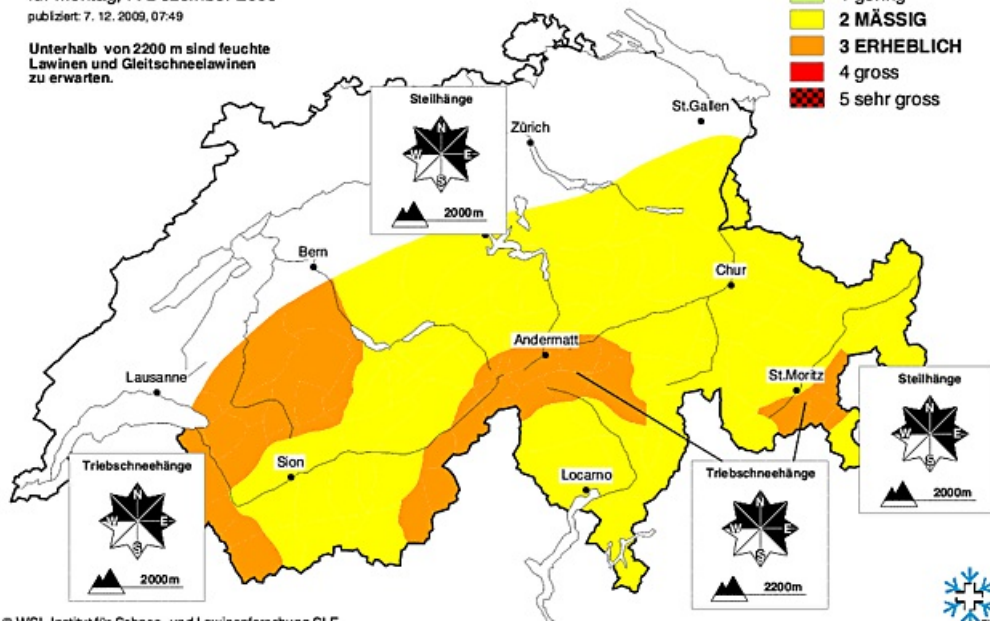 publiziert: 7. 12. 2009, 07:49
Unterhalb von 2200 m sind feuchte
Lawinen und Gleitschneelawinen
zu erwarten.
2 MÄSSIG
3 ERHEBLICH
4 gross
5 sehr gross
Steilhänge
N
W E
S
2000m
Zürich
St.Gallen
Bern
Chur
Andermatt
Lausanne
St.Moritz
Sion
Locarno
Steilhänge
N
W E
S
2000m
Triebschneehänge
N
W E
S
2000m
Triebschneehänge
N
W E
S
2200m